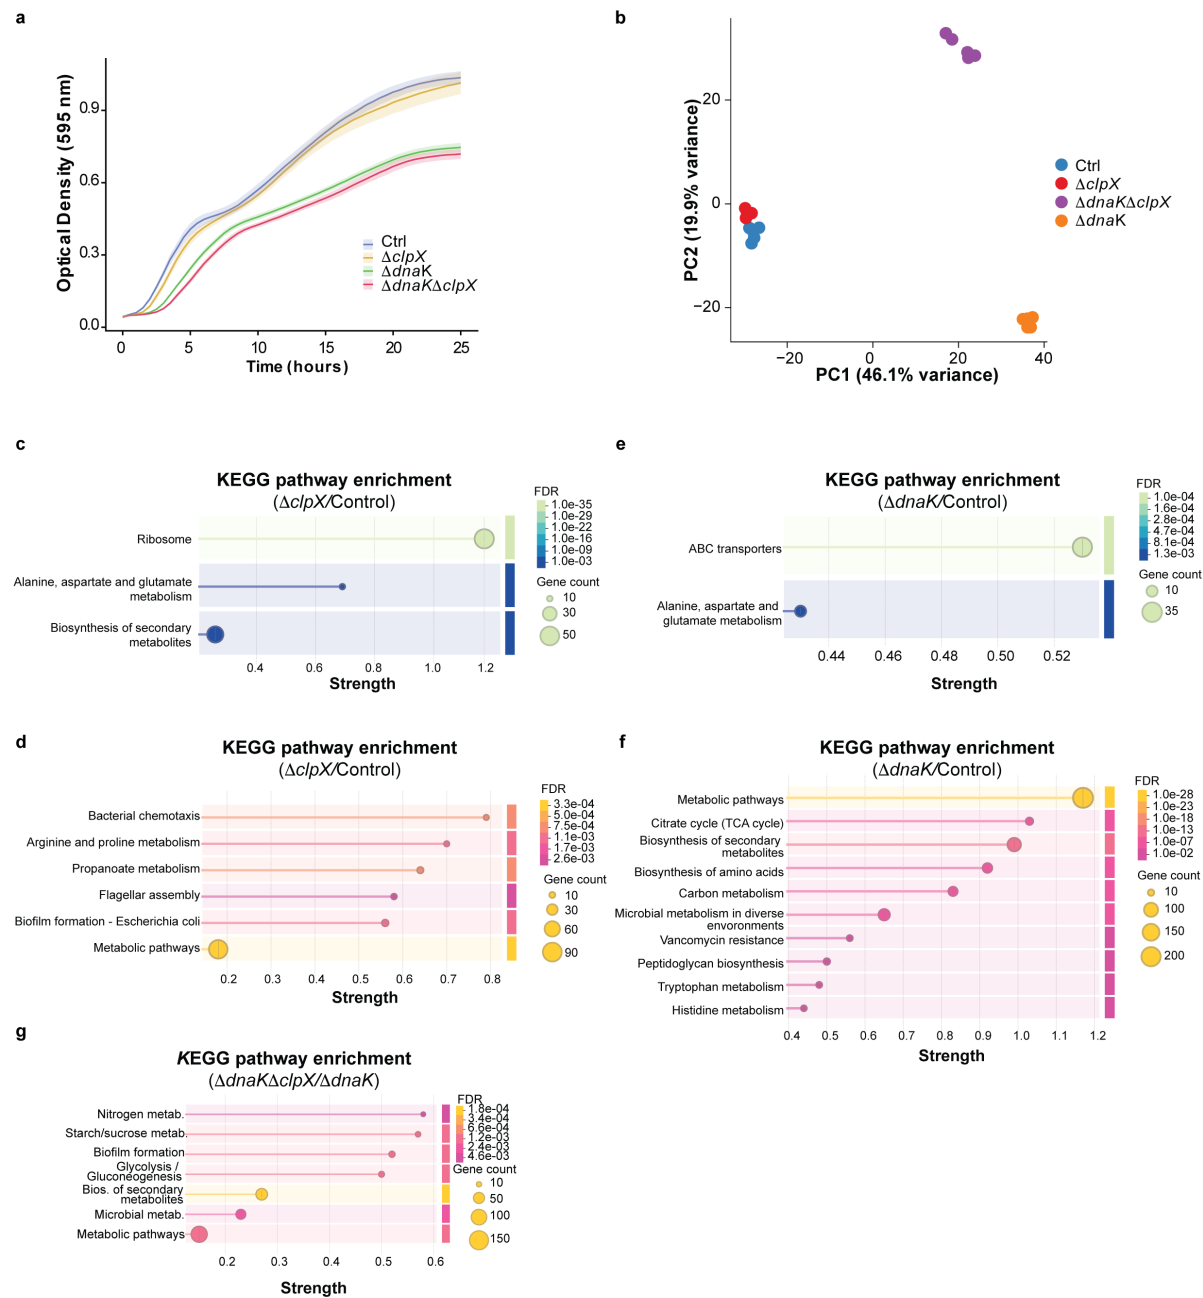 a
Optical Density (595 nm)
0.9
0.6
0.3
0.0
0
5
10
15
20
25
Time (hours)
Ctrl
ΔclpX
ΔdnaK
ΔdnaKΔclpX
b
PC2 (19.9% variance)
20
0
−20
−20
0
20
40
PC1 (46.1% variance)
Ctrl
ΔclpX
ΔdnaKΔclpX
ΔdnaK
c
KEGG pathway enrichment
(ΔclpX/Control)
Ribosome
Alanine, aspartate and glutamate
metabolism
Biosynthesis of secondary
metabolites
0.4
0.6
0.8
1.0
1.2
Strength
FDR
1.0e-35
1.0e-29
1.0e-22
1.0e-16
1.0e-09
1.0e-03
Gene count
10
30
50
e
KEGG pathway enrichment
(ΔdnaK/Control)
ABC transporters
Alanine, aspartate and
glutamate metabolism
0.44
0.46
0.48
0.50
0.52
Strength
FDR
1.0e-04
1.6e-04
2.8e-04
4.7e-04
8.1e-04
1.3e-03
Gene count
10
35
d
KEGG pathway enrichment
(ΔclpX/Control)
Bacterial chemotaxis
Arginine and proline metabolism
Propanoate metabolism
Flagellar assembly
Biofilm formation - Escherichia coli
Metabolic pathways
0.2
0.3
0.4
0.5
0.6
0.7
0.8
Strength
FDR
3.3e-04
5.0e-04
7.5e-04
1.1e-03
1.7e-03
2.6e-03
Gene count
10
30
60
90
f
KEGG pathway enrichment
(ΔdnaK/Control)
Metabolic pathways
Citrate cycle (TCA cycle)
Biosynthesis of secondary
metabolites
Biosynthesis of amino acids
Carbon metabolism
Microbial metabolism in diverse
envoronments
Vancomycin resistance
Peptidoglycan biosynthesis
Tryptophan metabolism
Histidine metabolism
0.4
0.5
0.6
0.7
0.8
0.9
1.0
1.1
1.2
Strength
FDR
1.0e-28
1.0e-23
1.0e-18
1.0e-13
1.0e-07
1.0e-02
Gene count
10
100
150
200
g
KEGG pathway enrichment
(ΔdnaKΔclpX/ΔdnaK)
Nitrogen metab.
Starch/sucrose metab.
Biofilm formation
Glycolysis /
Gluconeogenesis
Bios. of secondary
metabolites
Microbial metab.
Metabolic pathways
0.2
0.3
0.4
0.5
0.6
Strength
FDR
1.8e-04
3.4e-04
6.6e-04
1.2e-03
2.4e-03
4.6e-03
Gene count
10
50
100
150